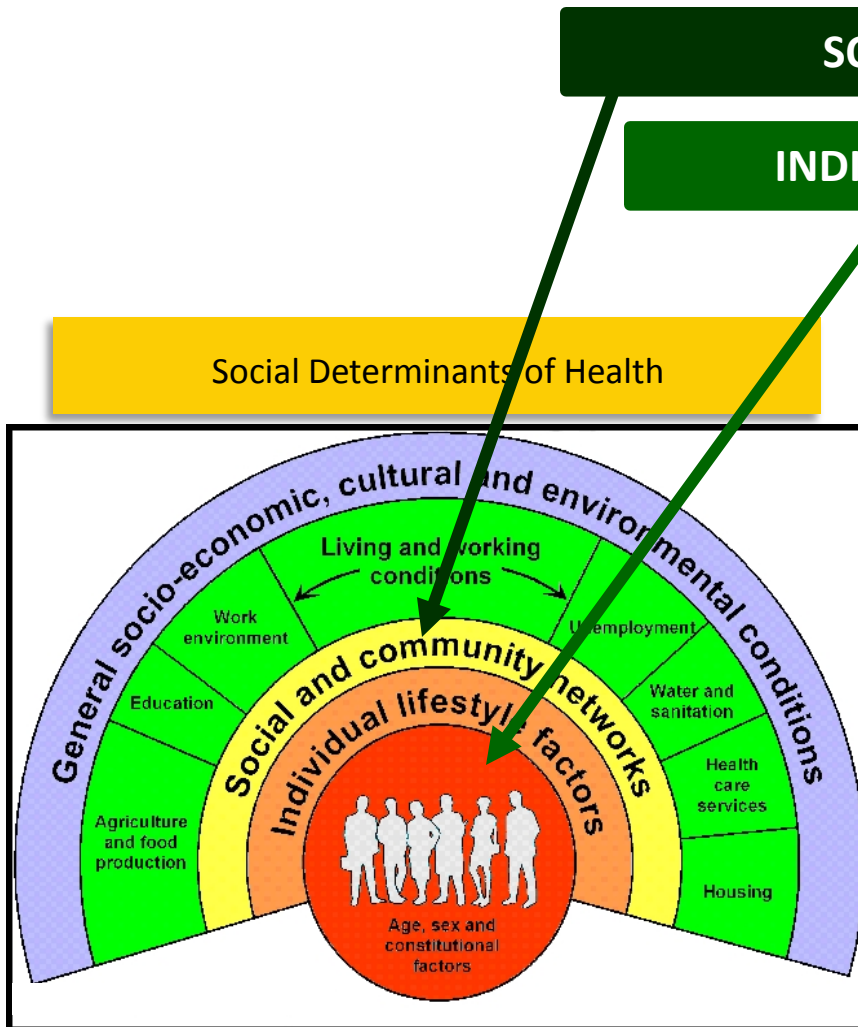 SO
INDI
Social Determinants of Health
General socio-economic, cultural and environmental conditions
Living and working
conditions
Work
environment
Unemployment
Education
Water and
sanitation
Social and community networks
Health
care
services
Individual lifestyle factors
Agriculture
and food
production
Housing
Age, sex and
constitutional
factors